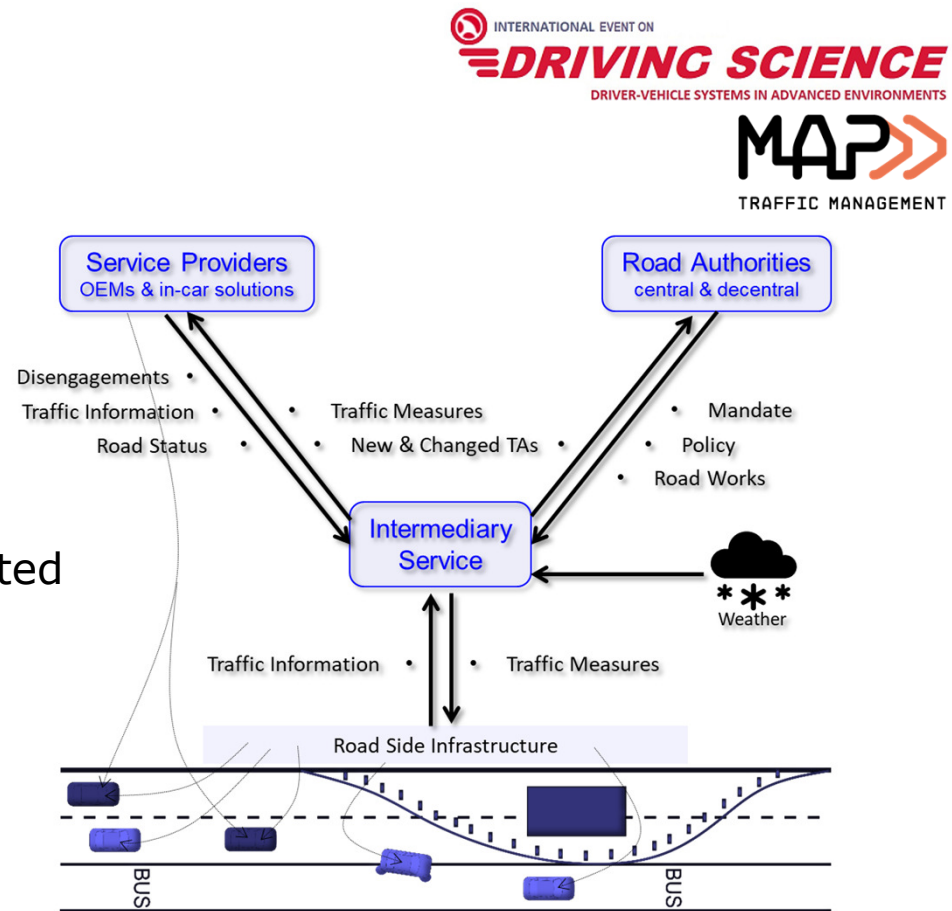 INTERNATIONAL EVENT ON
DRIVING SCIENCE
DRIVER-VEHICLE SYSTEMS IN ADVANCED ENVIRONMENTS
MAP
TRAFFIC MANAGEMENT
Service Providers
OEMs & in-car solutions
Road Authorities
central & decentral
Disengagements •
Traffic Information •
Road Status •
• Traffic Measures
• New & Changed TAs •
• Mandate
• Policy
• Road Works
Intermediary
Service
Weather
Traffic Information •
• Traffic Measures
Road Side Infrastructure
BUS
BUS